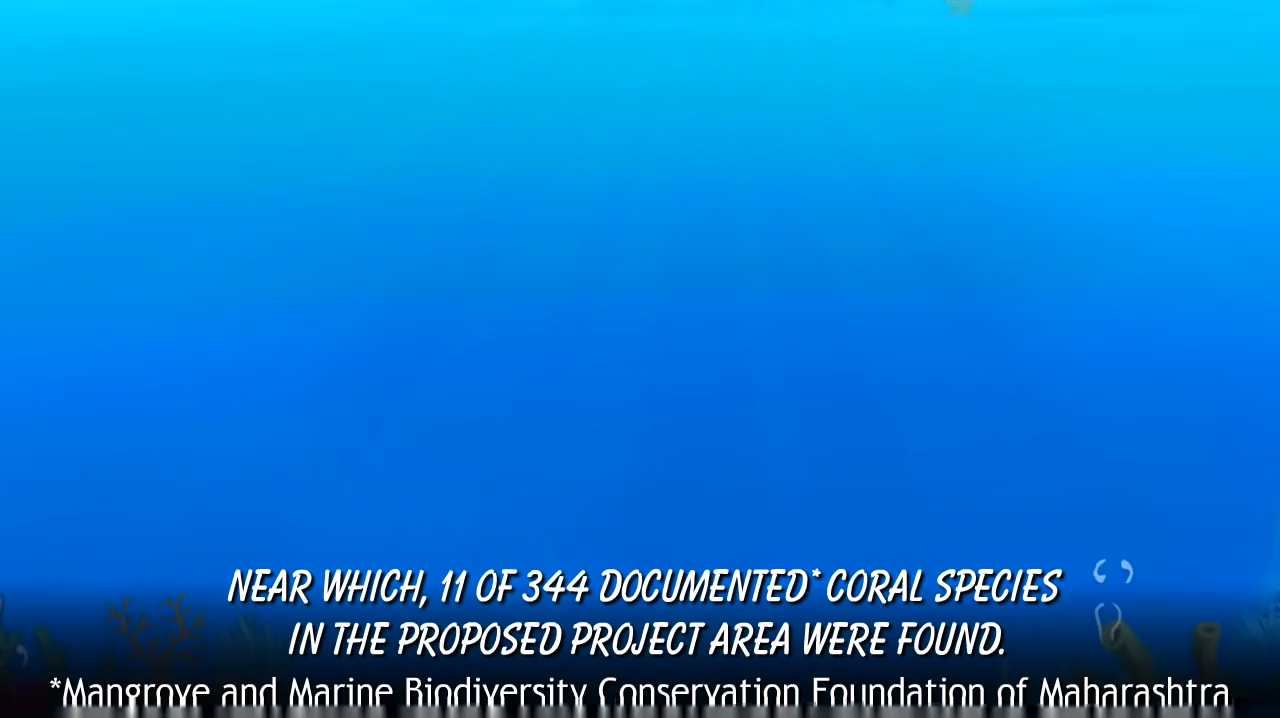 NEAR WHICH, 11 OF 344 DOCUMENTED* CORAL SPECIES
IN THE PROPOSED PROJECT AREA WERE FOUND.
*Mangrove and Marine Biodiversity Conservation Foundation of Maharashtra